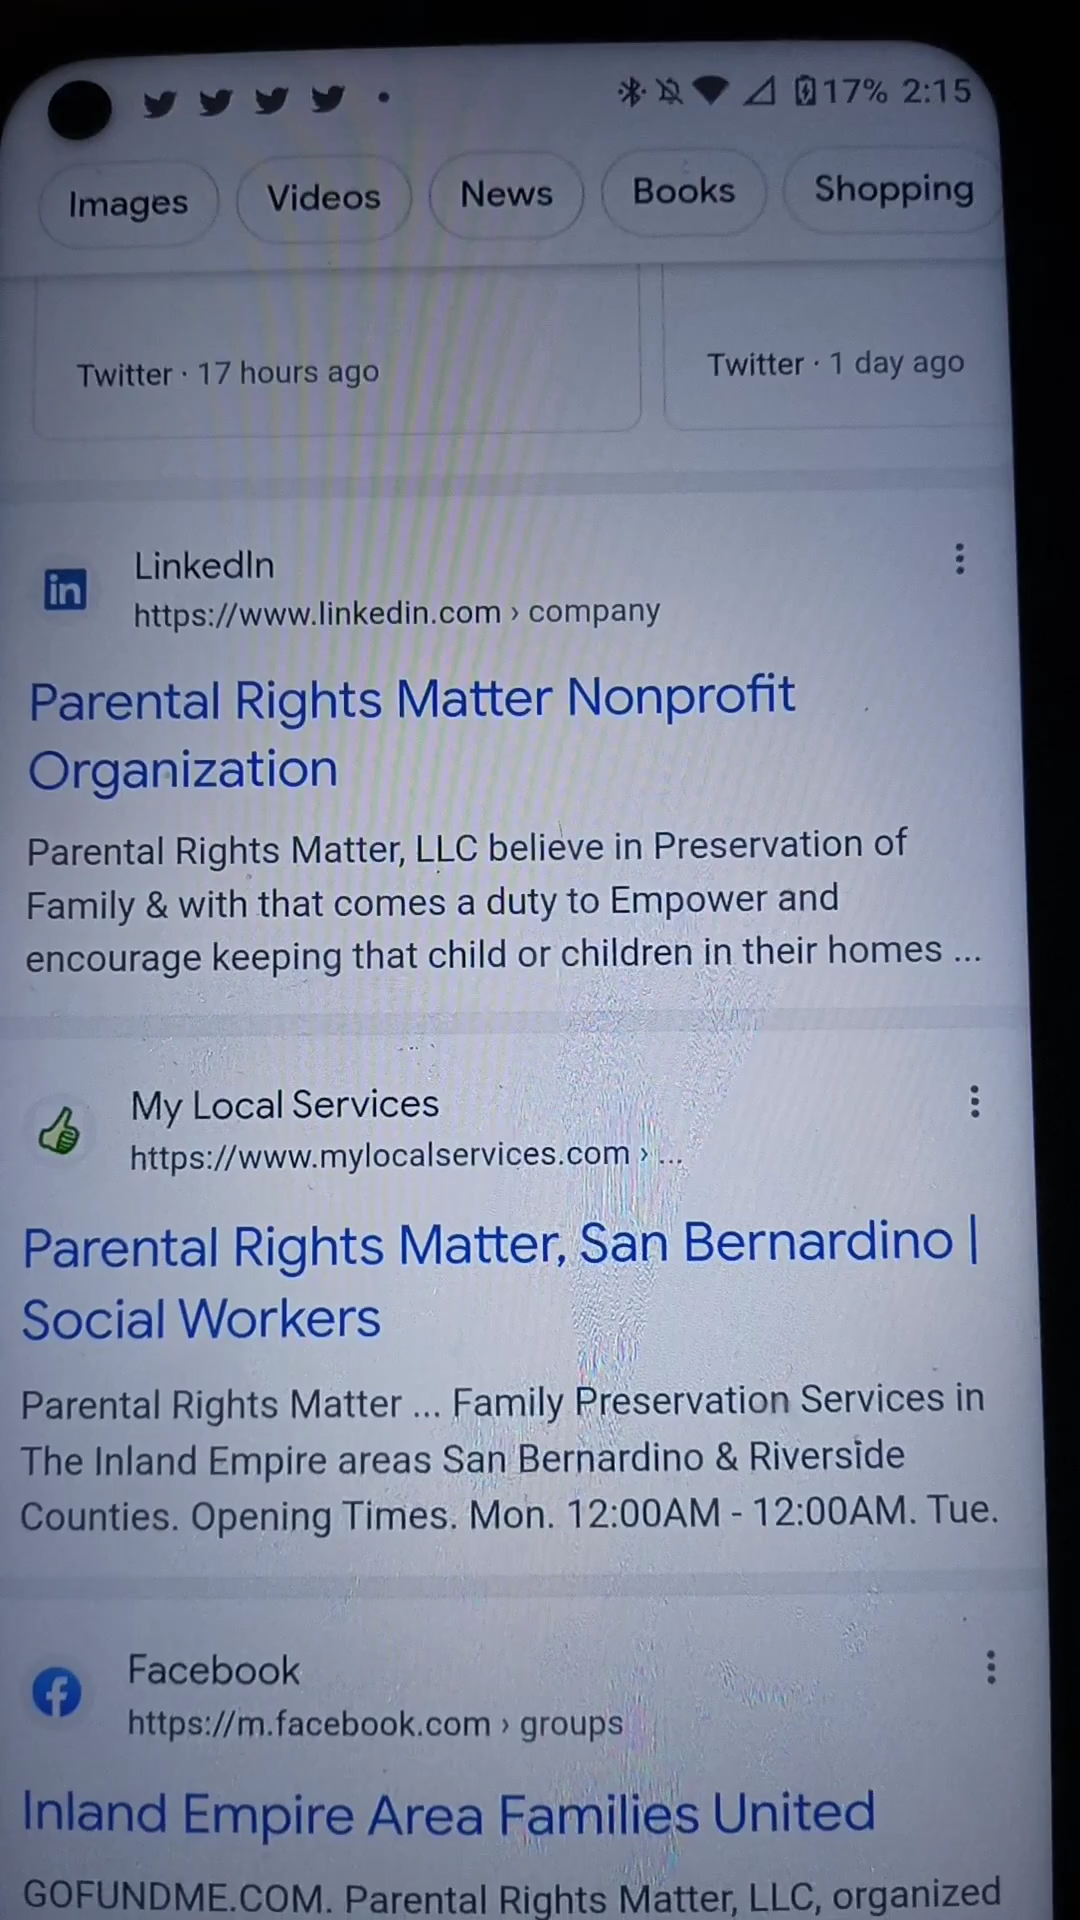 17% 2:15
Images Videos News Books Shopping
Twitter · 17 hours ago
Twitter · 1 day ago
in
LinkedIn
https://www.linkedin.com › company
Parental Rights Matter Nonprofit
Organization
Parental Rights Matter, LLC believe in Preservation of
Family & with that comes a duty to Empower and
encourage keeping that child or children in their homes ...
My Local Services
https://www.mylocalservices.com › ...
Parental Rights Matter, San Bernardino |
Social Workers
Parental Rights Matter ... Family Preservation Services in
The Inland Empire areas San Bernardino & Riverside
Counties. Opening Times. Mon. 12:00AM - 12:00AM. Tue.
f
Facebook
https://m.facebook.com › groups
Inland Empire Area Families United
GOFUNDME.COM. Parental Rights Matter, LLC, organized